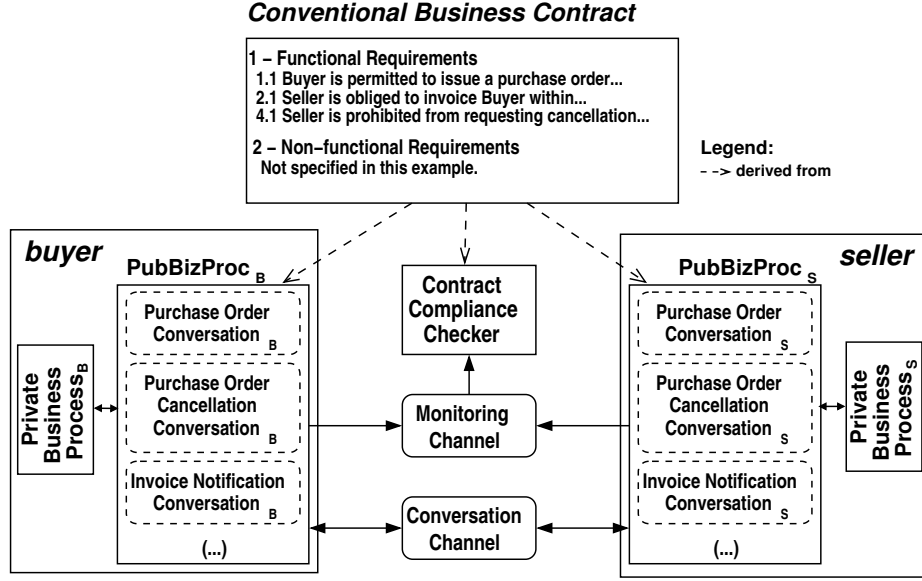 Conventional Business Contract
1 – Functional Requirements
1.1 Buyer is permitted to issue a purchase order...
2.1 Seller is obliged to invoice Buyer within...
4.1 Seller is prohibited from requesting cancellation...
2 – Non–functional Requirements
Not specified in this example.
Legend:
– –> derived from
buyer
PubBizProc B
Purchase Order
Conversation B
Purchase Order
Cancellation
Conversation B
Invoice Notification
Conversation B
(...)
Private
Business
Process B
Contract
Compliance
Checker
Monitoring
Channel
Conversation
Channel
seller
PubBizProc S
Purchase Order
Conversation S
Purchase Order
Cancellation
Conversation S
Invoice Notification
Conversation S
(...)
Private
Business
Process S